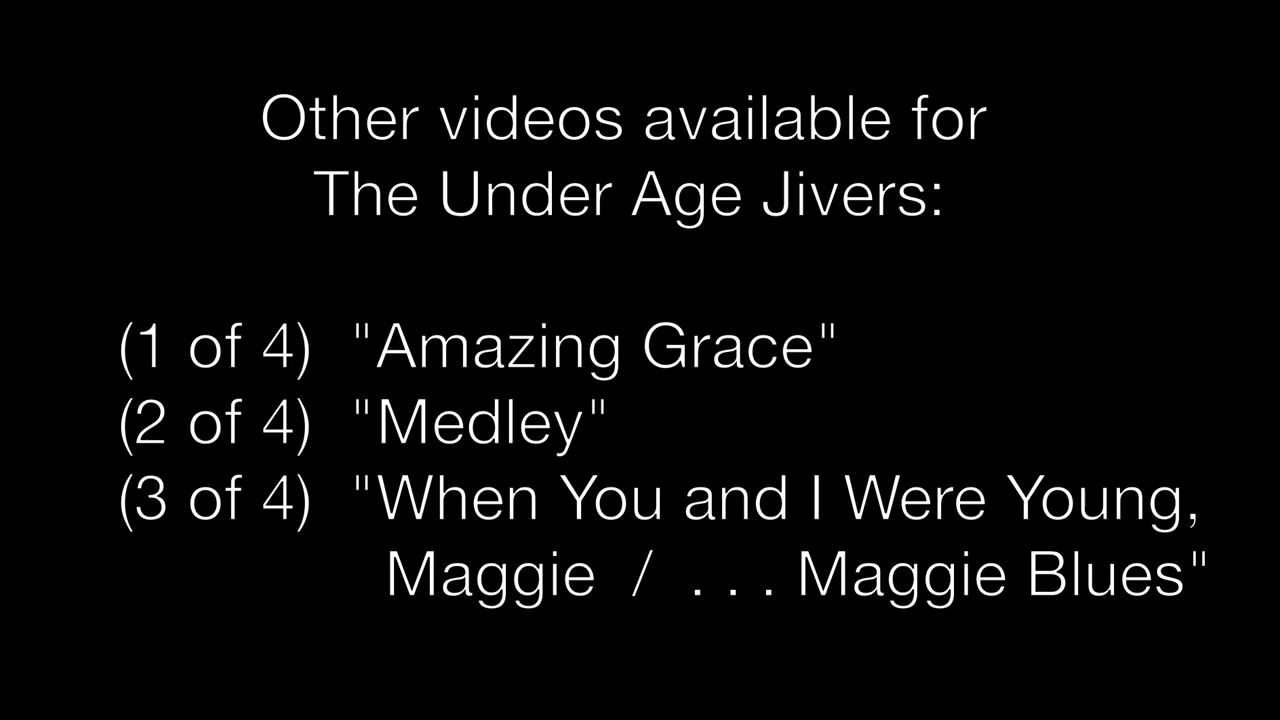 Other videos available for
The Under Age Jivers:
(1 of 4) "Amazing Grace"
(2 of 4) "Medley"
(3 of 4) "When You and I Were Young,
Maggie / . . . Maggie Blues"